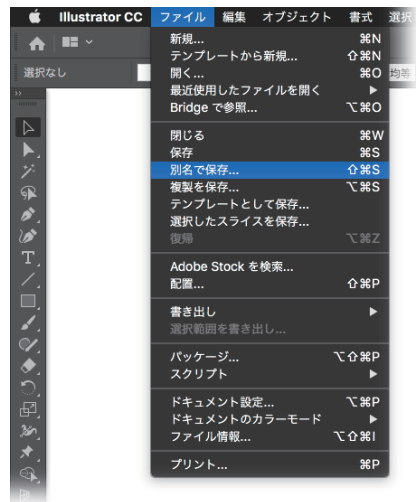 Illustrator CC ファイル 編集 オブジェクト 書式 選択
選択なし
均等
新規... ⌘N
テンプレートから新規... ⇧⌘N
開く... ⌘O
最近使用したファイルを開く ▶
Bridge で参照... ⌥⌘O
閉じる ⌘W
保存 ⌘S
別名で保存... ⇧⌘S
複製を保存... ⌥⌘S
テンプレートとして保存...
選択したスライスを保存...
復帰 ⌥⌘Z
Adobe Stock を検索...
配置... ⇧⌘P
書き出し ▶
選択範囲を書き出し...
パッケージ... ⌥⇧⌘P
スクリプト ▶
ドキュメント設定... ⌥⌘P
ドキュメントのカラーモード ▶
ファイル情報... ⌥⇧⌘I
プリント... ⌘P